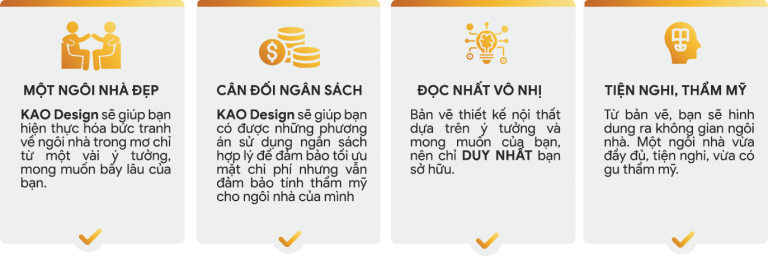 MỘT NGÔI NHÀ ĐẸP
KAO Design sẽ giúp bạn
hiện thực hóa bức tranh
về ngôi nhà trong mơ chỉ
từ một vài ý tưởng,
mong muốn bấy lâu của
bạn.
CÂN ĐỐI NGÂN SÁCH
KAO Design sẽ giúp bạn
có được những phương
án sử dụng ngân sách
hợp lý để đảm bảo tối ưu
mặt chi phí nhưng vẫn
đảm bảo tính thẩm mỹ
cho ngôi nhà của mình
ĐỌC NHẤT VÔ NHỊ
Bản vẽ thiết kế nội thất
dựa trên ý tưởng và
mong muốn của bạn,
nên chỉ DUY NHẤT bạn
sở hữu.
TIỆN NGHI, THẨM MỸ
Từ bản vẽ, bạn sẽ hình
dung ra không gian ngôi
nhà. Một ngôi nhà vừa
đầy đủ, tiện nghi, vừa có
gu thẩm mỹ.